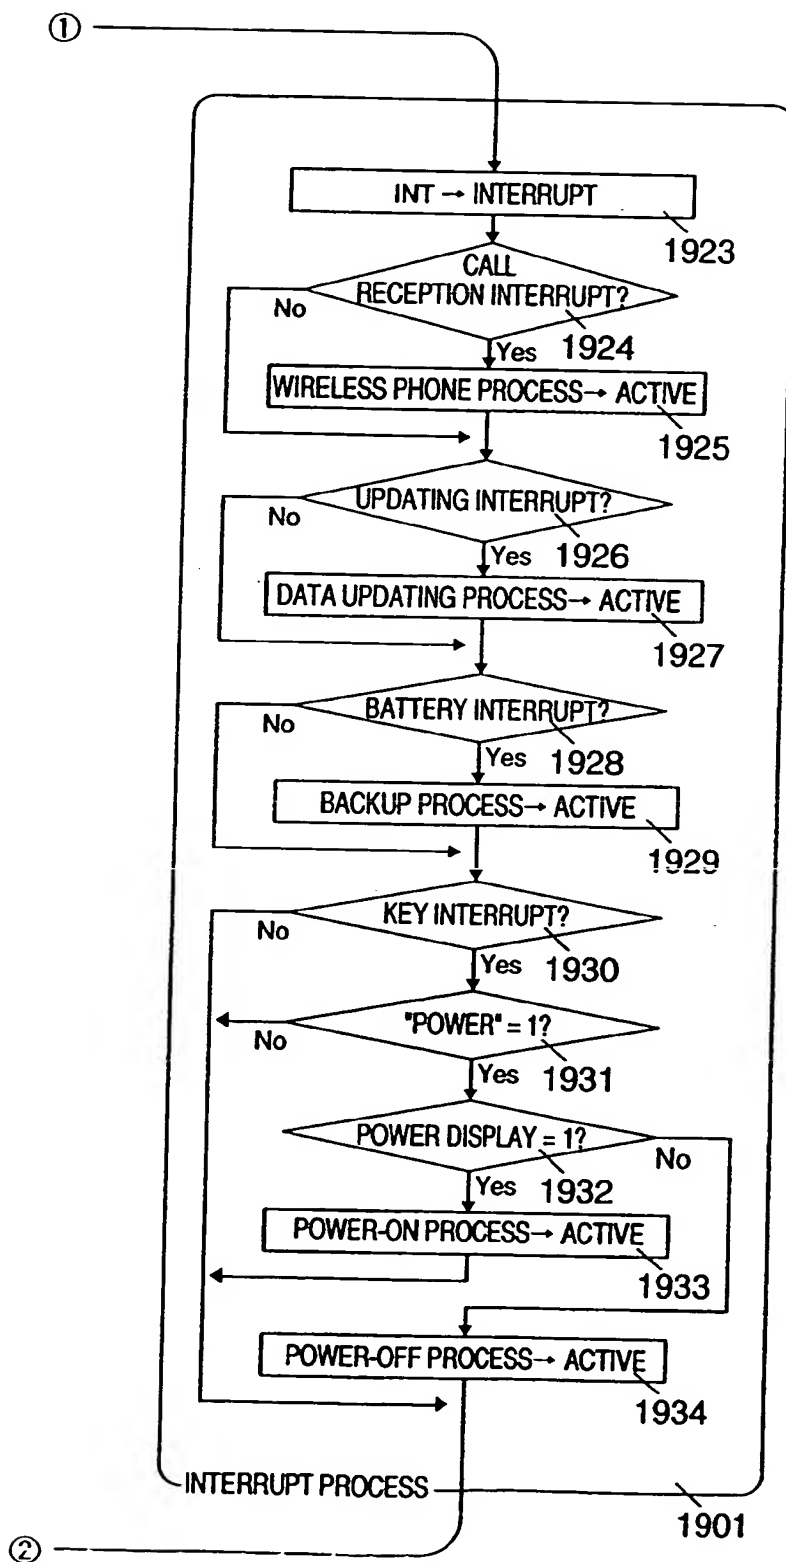 ①
INT → INTERRUPT
1923
CALL
RECEPTION INTERRUPT?
No
1924
Yes
WIRELESS PHONE PROCESS → ACTIVE
1925
UPDATING INTERRUPT?
No
1926
Yes
DATA UPDATING PROCESS → ACTIVE
1927
BATTERY INTERRUPT?
No
1928
Yes
BACKUP PROCESS → ACTIVE
1929
KEY INTERRUPT?
No
Yes
1930
"POWER" = 1?
No
Yes
1931
POWER DISPLAY = 1?
No
Yes
1932
POWER-ON PROCESS → ACTIVE
1933
POWER-OFF PROCESS → ACTIVE
1934
INTERRUPT PROCESS
1901
②